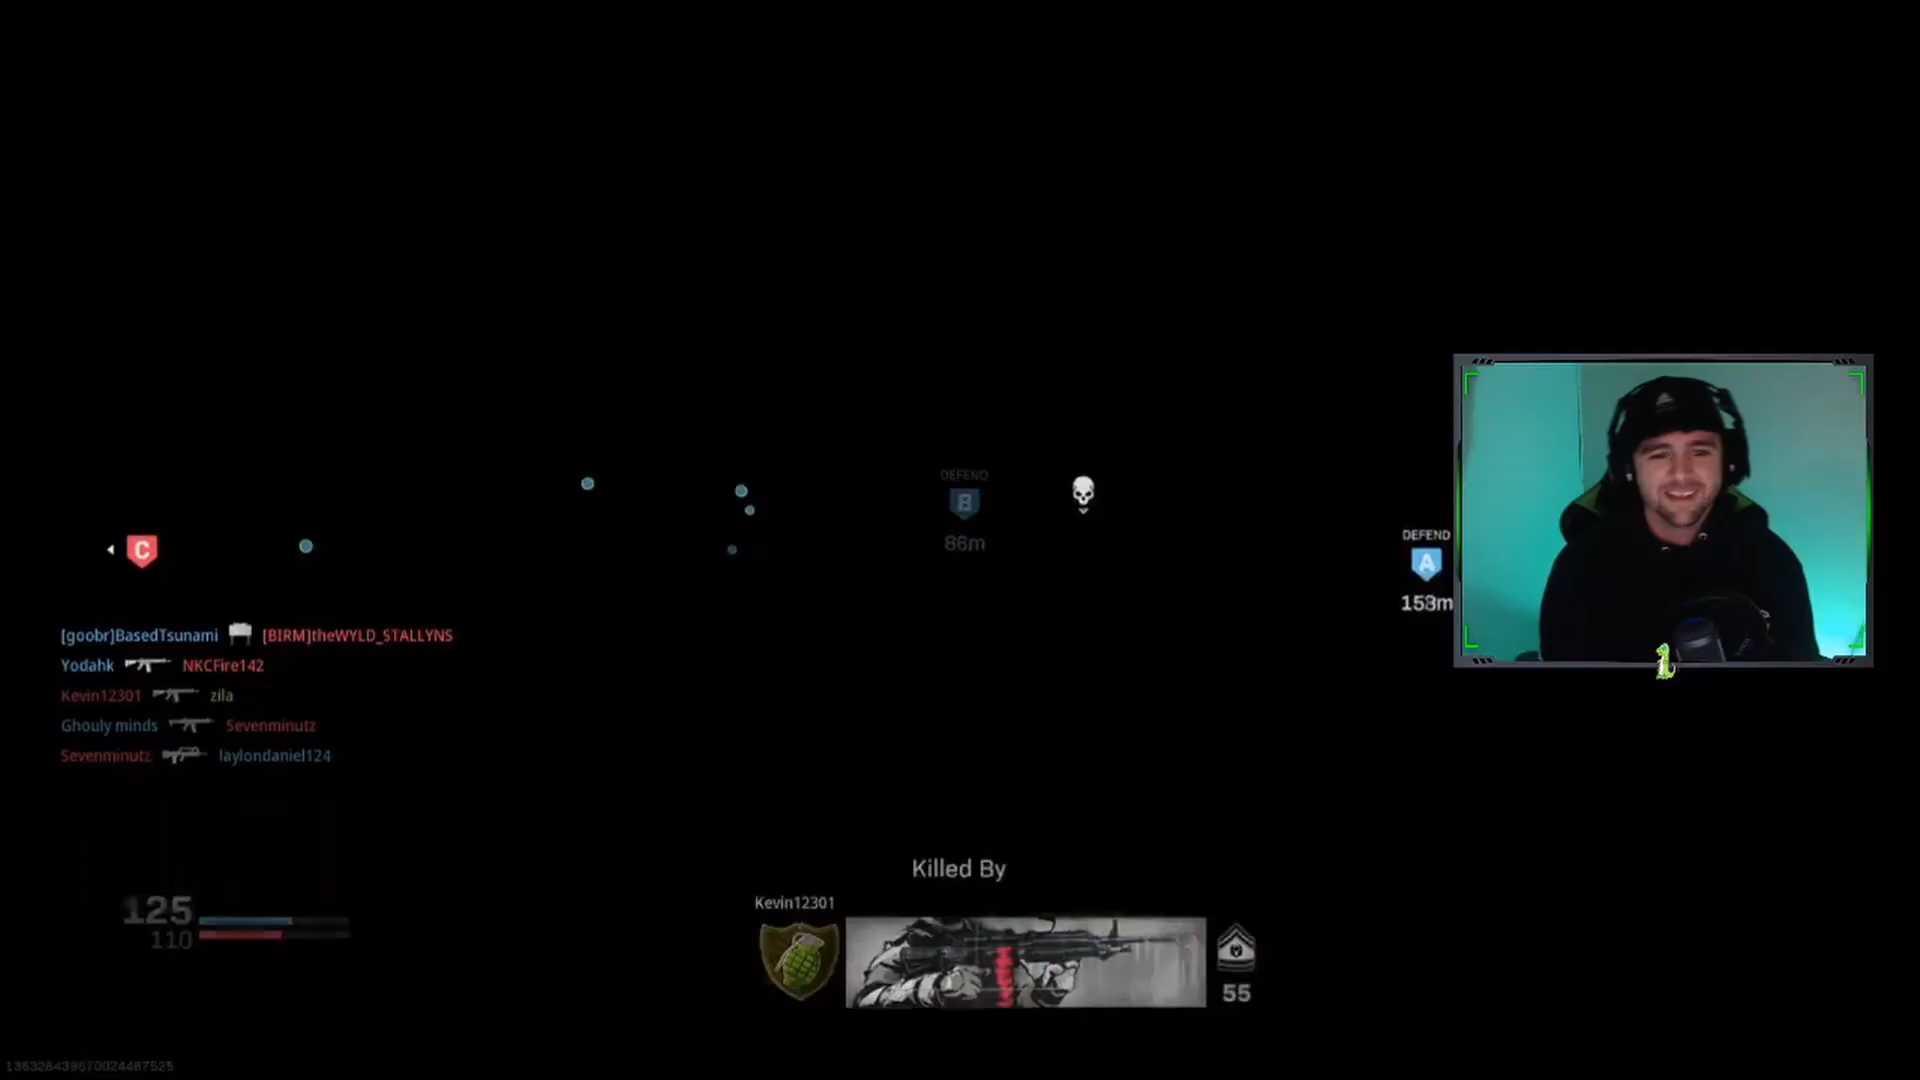 DEFEND
B
86m
C
DEFEND
A
153m
[goobr]BasedTsunami [BIRM]theWYLD_STALLYNS
Yodahk NKCFire142
Kevin12301 zila
Ghouly minds Sevenminutz
Sevenminutz laylondaniel124
125
110
Killed By
Kevin12301
55